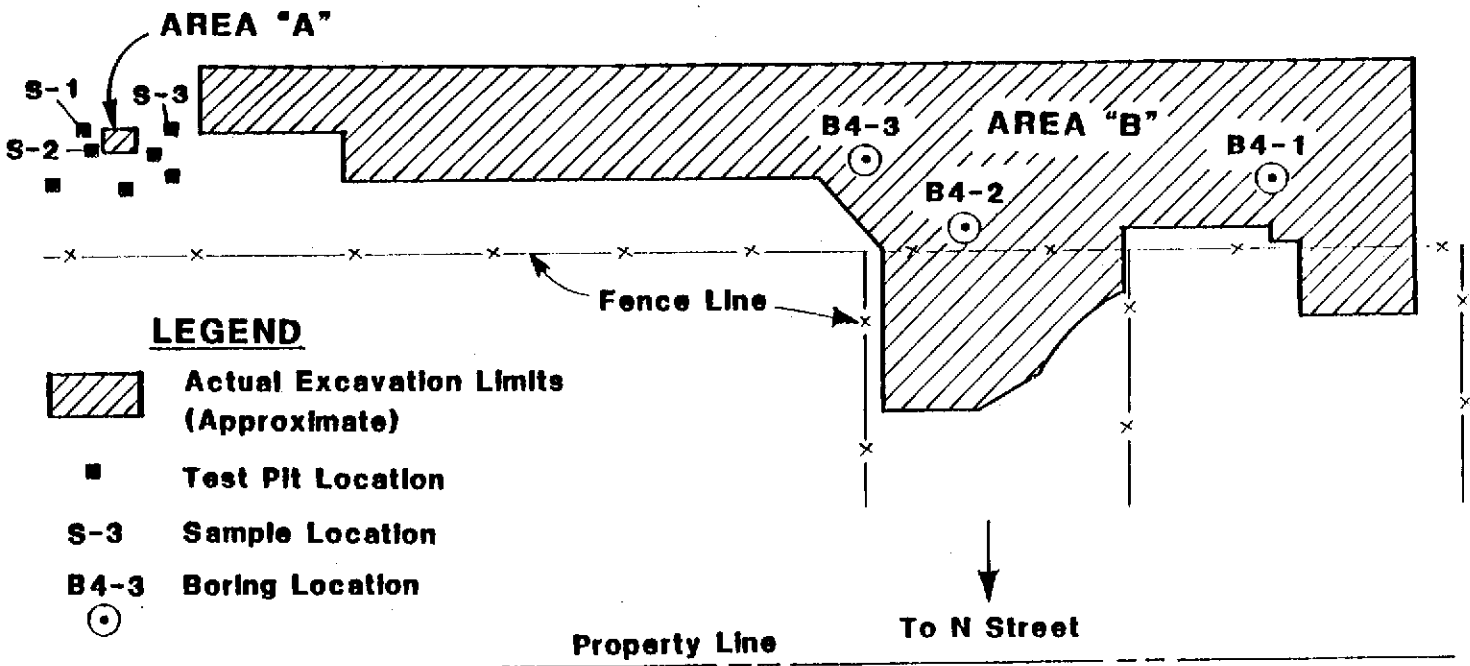 AREA "A"
S-1
S-3
S-2
B4-3
AREA "B"
B4-1
B4-2
Fence Line
LEGEND
Actual Excavation Limits
(Approximate)
Test Pit Location
S-3 Sample Location
B4-3 Boring Location
To N Street
Property Line